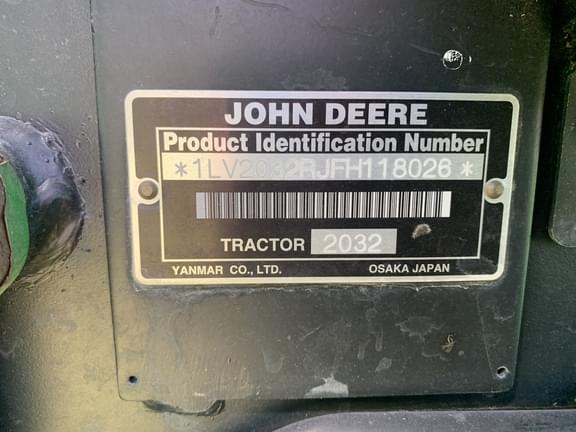 JOHN DEERE
Product Identification Number
*1LV2032RJFH118026*
TRACTOR 2032
YANMAR CO., LTD. OSAKA JAPAN